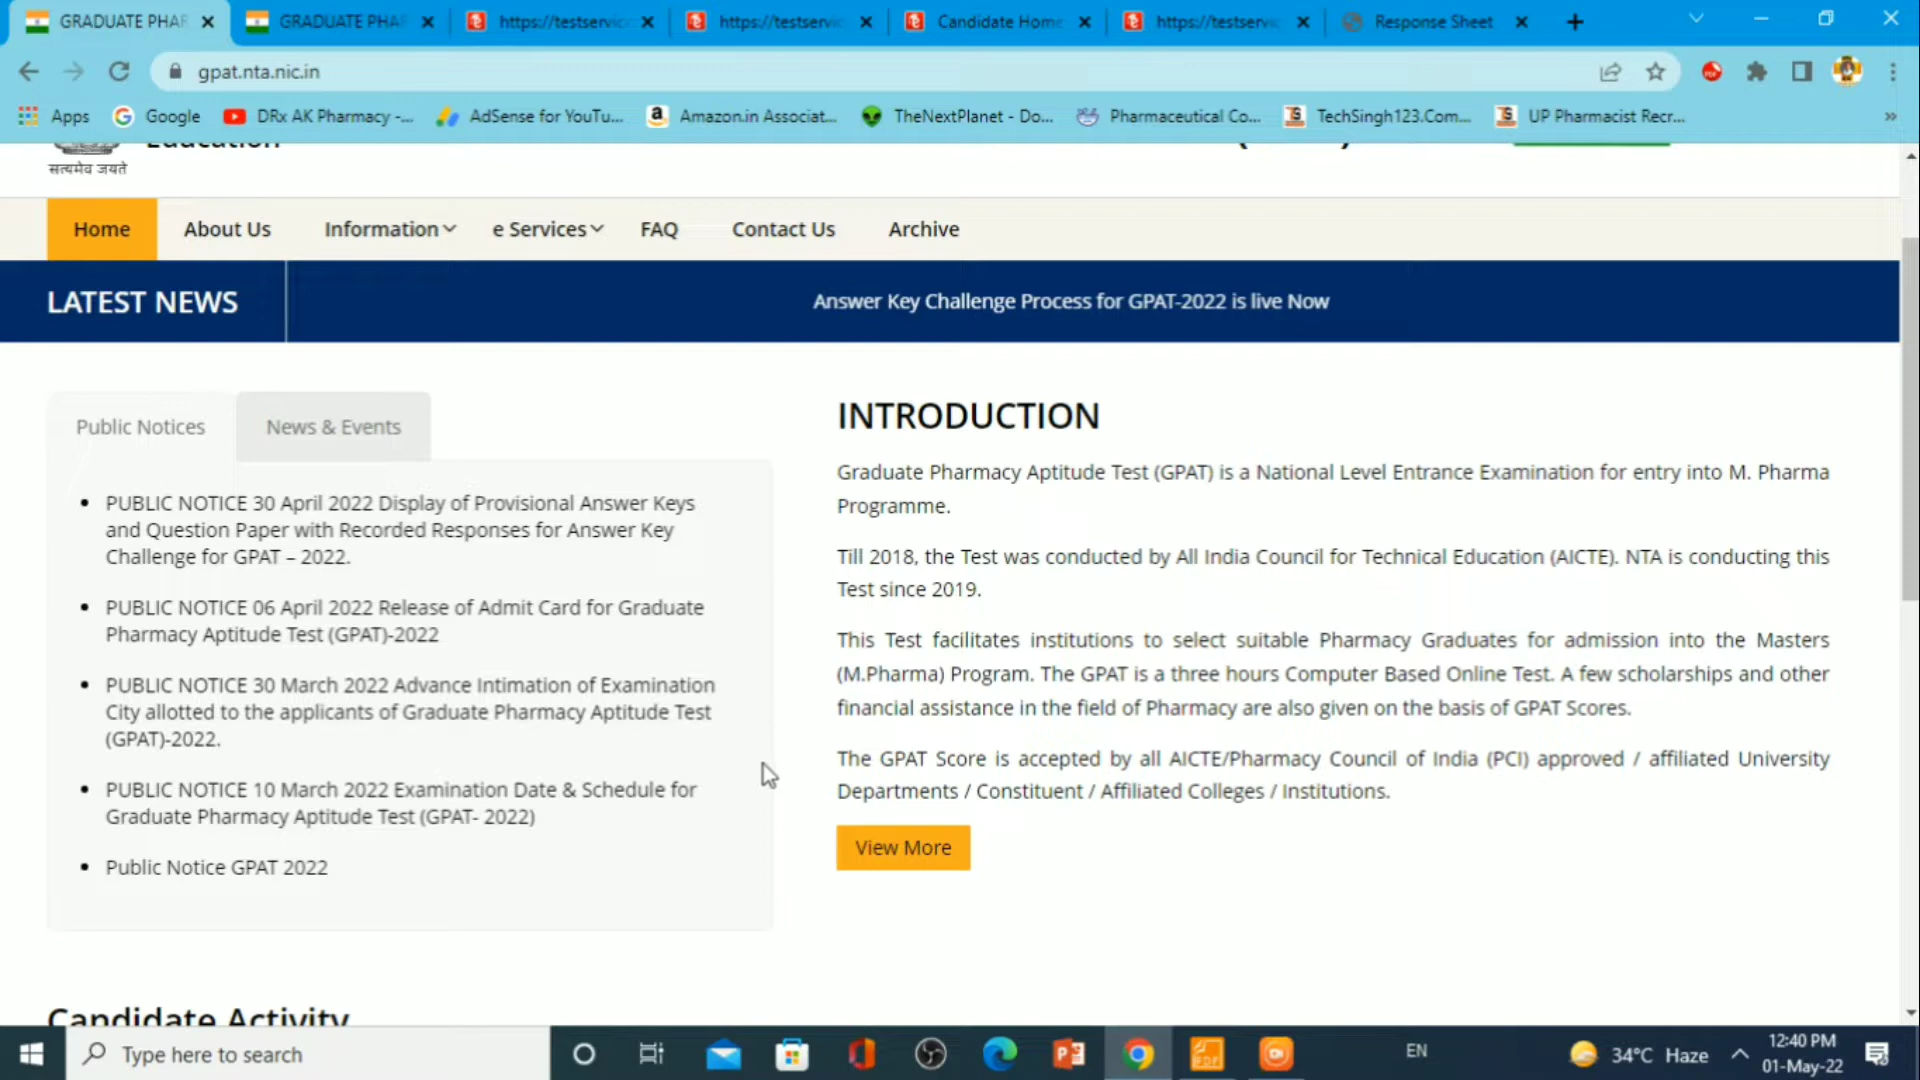 GRADUATE PHAR
GRADUATE PHAR
https://testservic
https://testservic
Candidate Home
https://testservic
Response Sheet
gpat.nta.nic.in
Apps
Google
DRx AK Pharmacy -...
AdSense for YouTu...
Amazon.in Associat...
TheNextPlanet - Do...
Pharmaceutical Co...
TechSingh123.Com...
UP Pharmacist Recr...
»
Education
सत्यमेव जयते
Home
About Us
Information
e Services
FAQ
Contact Us
Archive
LATEST NEWS
Answer Key Challenge Process for GPAT-2022 is live Now
Public Notices
News & Events
• PUBLIC NOTICE 30 April 2022 Display of Provisional Answer Keys
and Question Paper with Recorded Responses for Answer Key
Challenge for GPAT – 2022.
• PUBLIC NOTICE 06 April 2022 Release of Admit Card for Graduate
Pharmacy Aptitude Test (GPAT)-2022
• PUBLIC NOTICE 30 March 2022 Advance Intimation of Examination
City allotted to the applicants of Graduate Pharmacy Aptitude Test
(GPAT)-2022.
• PUBLIC NOTICE 10 March 2022 Examination Date & Schedule for
Graduate Pharmacy Aptitude Test (GPAT- 2022)
• Public Notice GPAT 2022
INTRODUCTION
Graduate Pharmacy Aptitude Test (GPAT) is a National Level Entrance Examination for entry into M. Pharma
Programme.
Till 2018, the Test was conducted by All India Council for Technical Education (AICTE). NTA is conducting this
Test since 2019.
This Test facilitates institutions to select suitable Pharmacy Graduates for admission into the Masters
(M.Pharma) Program. The GPAT is a three hours Computer Based Online Test. A few scholarships and other
financial assistance in the field of Pharmacy are also given on the basis of GPAT Scores.
The GPAT Score is accepted by all AICTE/Pharmacy Council of India (PCI) approved / affiliated University
Departments / Constituent / Affiliated Colleges / Institutions.
View More
Candidate Activity
Type here to search
EN
34°C Haze
12:40 PM
01-May-22